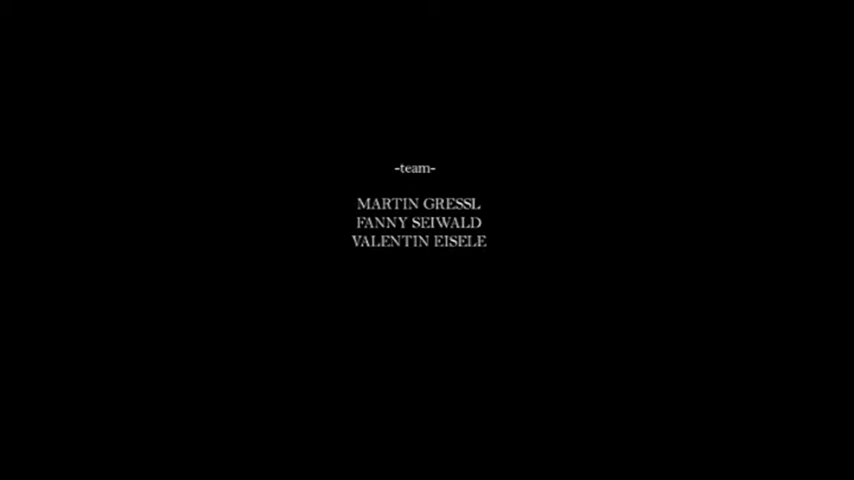 -team-
MARTIN GRESSL
FANNY SEIWALD
VALENTIN EISELE